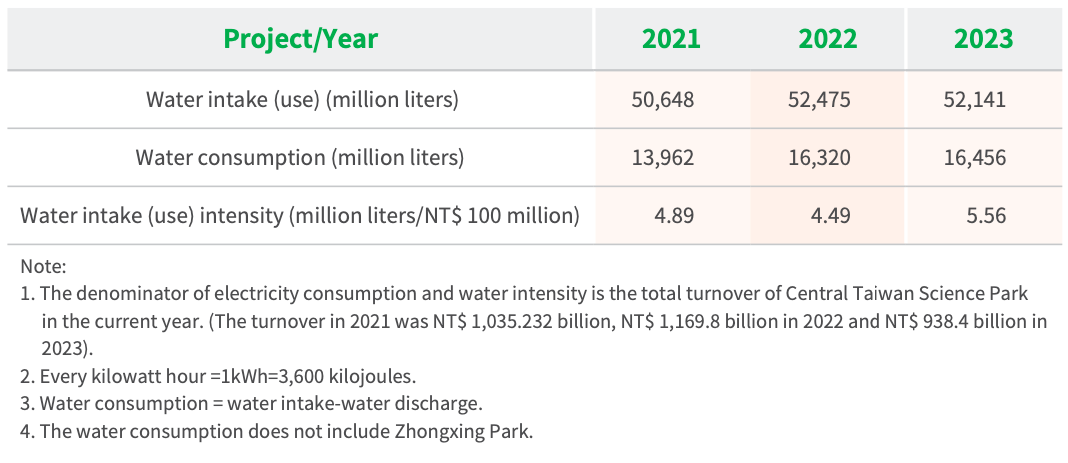 Project/Year 2021 2022 2023
Water intake (use) (million liters) 50,648 52,475 52,141
Water consumption (million liters) 13,962 16,320 16,456
Water intake (use) intensity (million liters/NT$ 100 million) 4.89 4.49 5.56
Note:
1. The denominator of electricity consumption and water intensity is the total turnover of Central Taiwan Science Park
in the current year. (The turnover in 2021 was NT$ 1,035.232 billion, NT$ 1,169.8 billion in 2022 and NT$ 938.4 billion in
2023).
2. Every kilowatt hour =1kWh=3,600 kilojoules.
3. Water consumption = water intake-water discharge.
4. The water consumption does not include Zhongxing Park.